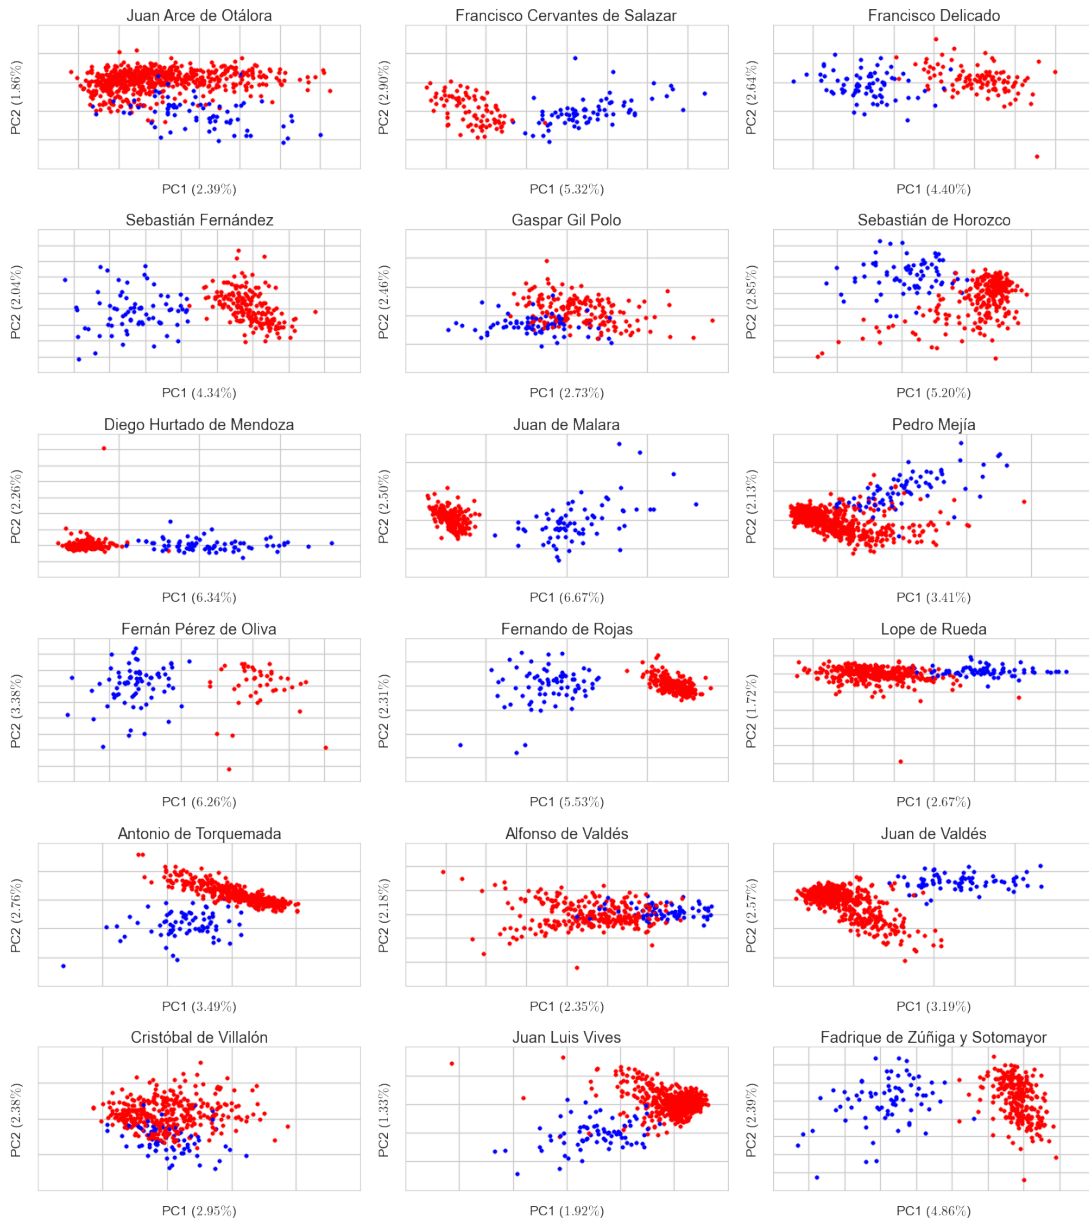 Juan Arce de Otálora
Francisco Cervantes de Salazar
Francisco Delicado
PC2 (1.86%)
PC2 (2.90%)
PC2 (2.64%)
PC1 (2.39%)
PC1 (5.32%)
PC1 (4.40%)
Sebastián Fernández
Gaspar Gil Polo
Sebastián de Horozco
PC2 (2.04%)
PC2 (2.46%)
PC2 (2.85%)
PC1 (4.34%)
PC1 (2.73%)
PC1 (5.20%)
Diego Hurtado de Mendoza
Juan de Malara
Pedro Mejía
PC2 (2.26%)
PC2 (2.50%)
PC2 (2.13%)
PC1 (6.34%)
PC1 (6.67%)
PC1 (3.41%)
Fernán Pérez de Oliva
Fernando de Rojas
Lope de Rueda
PC2 (3.38%)
PC2 (2.31%)
PC2 (1.72%)
PC1 (6.26%)
PC1 (5.53%)
PC1 (2.67%)
Antonio de Torquemada
Alfonso de Valdés
Juan de Valdés
PC2 (2.76%)
PC2 (2.18%)
PC2 (2.57%)
PC1 (3.49%)
PC1 (2.35%)
PC1 (3.19%)
Cristóbal de Villalón
Juan Luis Vives
Fadrique de Zúñiga y Sotomayor
PC2 (2.38%)
PC2 (1.33%)
PC2 (2.39%)
PC1 (2.95%)
PC1 (1.92%)
PC1 (4.86%)